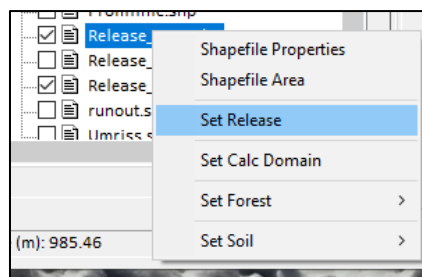 Release_
Release_
Release_
runout.s
Umriss s
Shapefile Properties
Shapefile Area
Set Release
Set Calc Domain
Set Forest
Set Soil
(m): 985.46